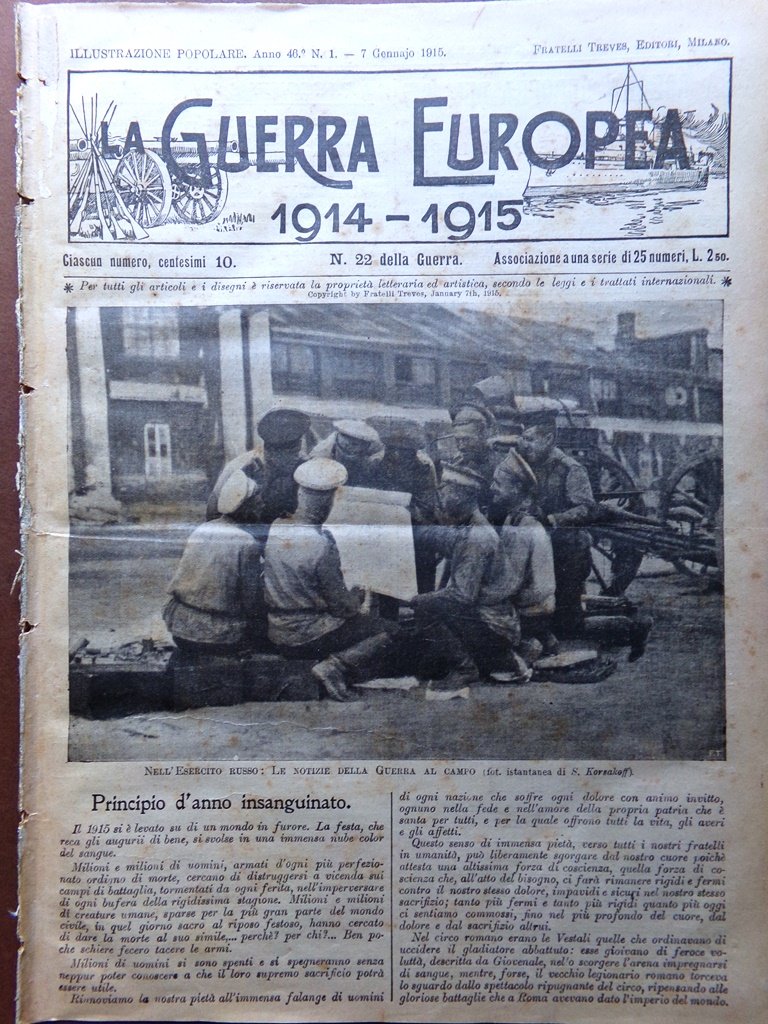 ILLUSTRAZIONE POPOLARE. Anno 46.º N. 1. — 7 Gennajo 1915.
FRATELLI TREVES, EDITORI, MILANO.
LA GUERRA EUROPEA
1914 - 1915
Ciascun numero, centesimi 10.
N. 22 della Guerra.
Associazione a una serie di 25 numeri, L. 2 50.
* Per tutti gli articoli e i disegni è riservata la proprietà letteraria ed artistica, secondo le leggi e i trattati internazionali. *
Copyright by Fratelli Treves, January 7th, 1915.
NELL'ESERCITO RUSSO: LE NOTIZIE DELLA GUERRA AL CAMPO (fot. istantanea di S. Korsakoff).
Principio d'anno insanguinato.
Il 1915 si è levato su di un mondo in furore. La festa, che
reca gli augurii di bene, si svolse in una immensa nube color
del sangue.
Milioni e milioni di uomini, armati d'ogni più perfezio-
nato ordigno di morte, cercano di distruggersi a vicenda sui
campi di battaglia, tormentati da ogni ferita, nell'imperversare
di ogni bufera della rigidissima stagione. Milioni e milioni
di creature umane, sparse per la più gran parte del mondo
civile, in quel giorno sacro al riposo festoso, hanno cercato
di dare la morte al suo simile,... perchè? per chi?... Ben po-
che schiere fecero tacere le armi.
Milioni di uomini si sono spenti e si spegneranno senza
neppur poter conoscere a che il loro supremo sacrificio potrà
essere utile.
Rinnoviamo la nostra pietà all'immensa falange di uomini
di ogni nazione che soffre ogni dolore con animo invitto,
ognuno nella fede e nell'amore della propria patria che è
santa per tutti, e per la quale offrono tutti la vita, gli averi
e gli affetti.
Questo senso di immensa pietà, verso tutti i nostri fratelli
in umanità, può liberamente sgorgar dal nostro cuore poichè
attesta una altissima forza di coscienza, quella forza di co-
scienza che, all'atto del bisogno, ci farà rimanere rigidi e fermi
contro il nostro stesso dolore, impavidi e sicuri nel nostro stesso
sacrifizio; tanto più fermi e tanto più rigidi quanto più oggi
ci sentiamo commossi, fino nel più profondo del cuore, dal
dolore e dal sacrifizio altrui.
Nel circo romano erano le Vestali quelle che ordinavano di
uccidere il gladiatore abbattuto: esse gioivano di feroce vo-
luttà, descritta da Giovenale, nello scorgere l'arena impregnarsi
di sangue, mentre, forse, il vecchio legionario romano torceva
lo sguardo dallo spettacolo ripugnante del circo, ripensando alle
gloriose battaglie che a Roma avevano dato l'imperio del mondo.